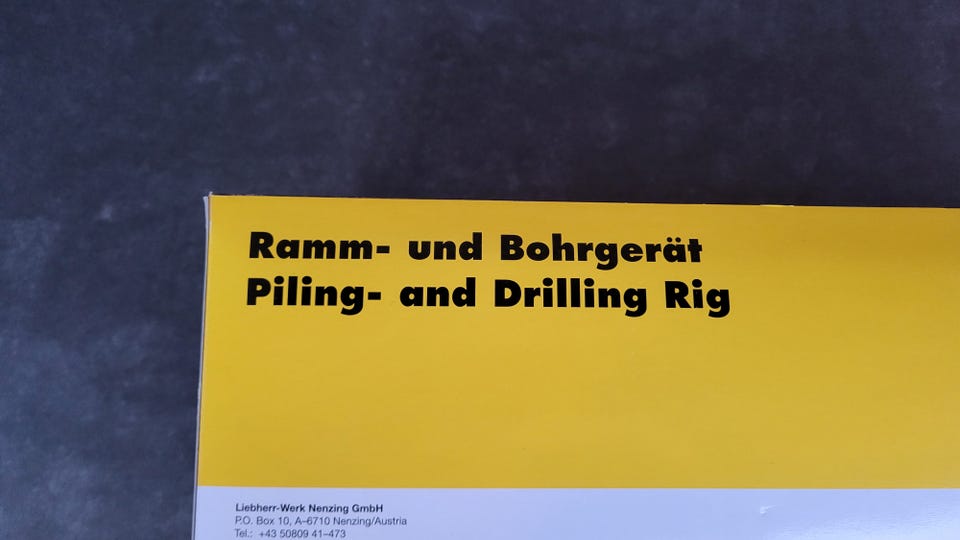 Ramm- und Bohrgerät
Piling- and Drilling Rig
Liebherr-Werk Nenzing GmbH
P.O. Box 10, A–6710 Nenzing/Austria
Tel.: +43 50809 41–473